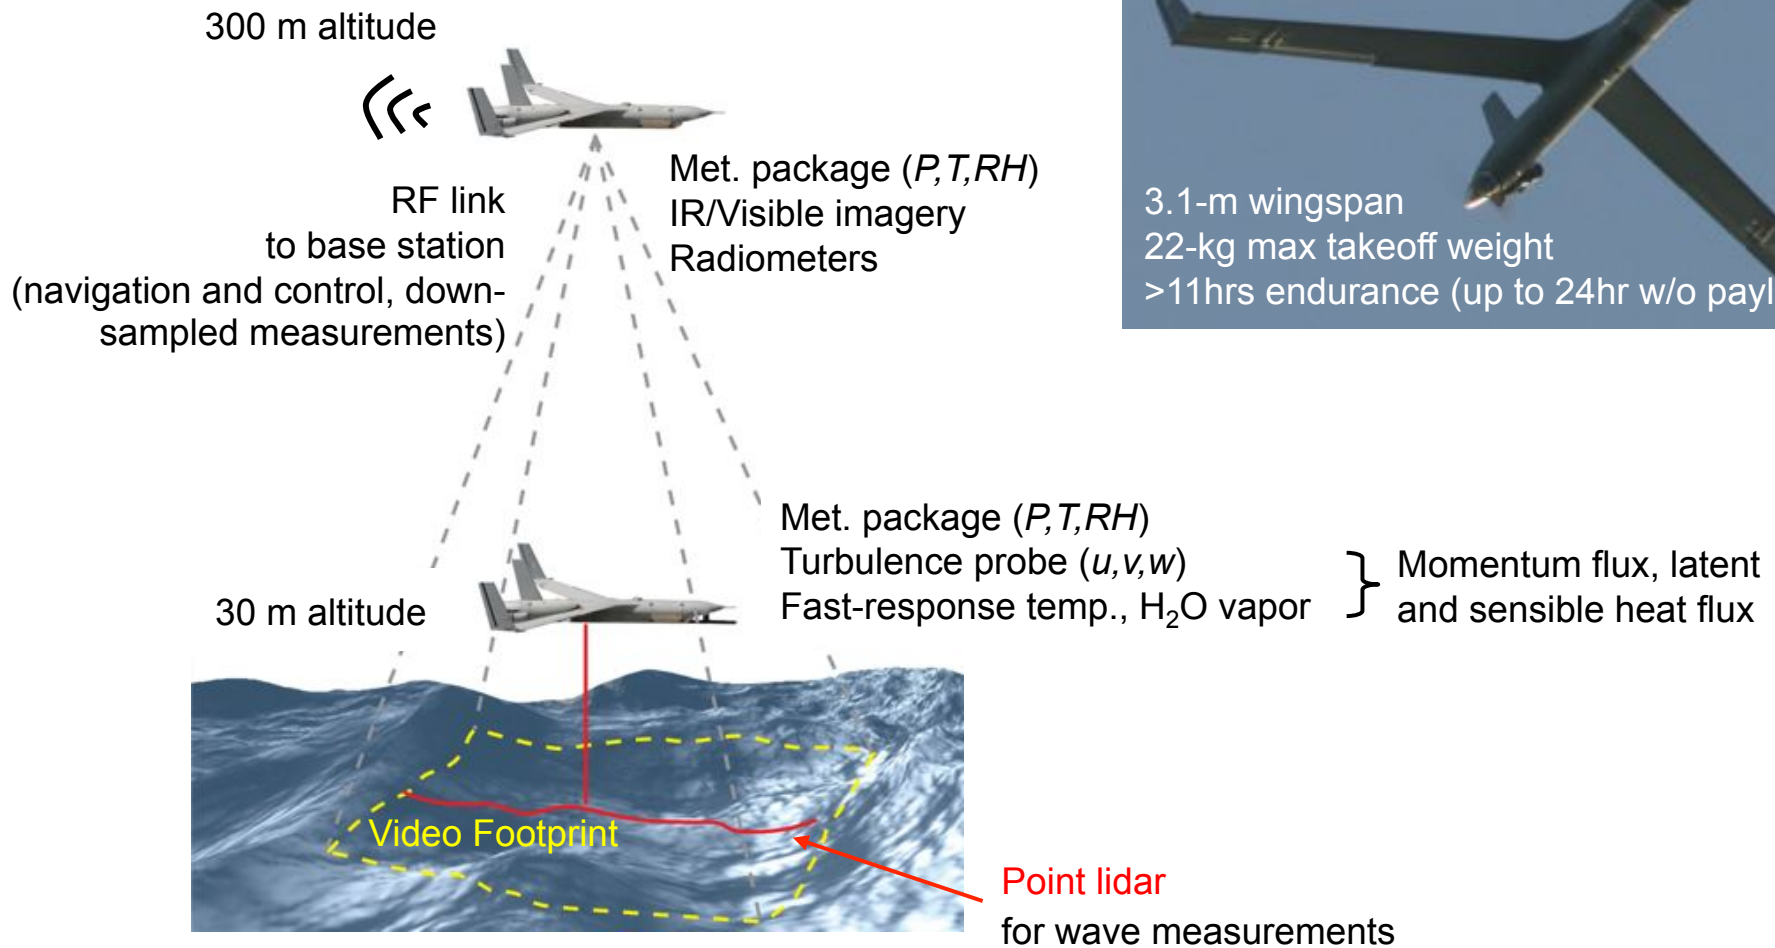 300 m altitude
RF link
to base station
(navigation and control, down-
sampled measurements)
Met. package (P,T,RH)
IR/Visible imagery
Radiometers
3.1-m wingspan
22-kg max takeoff weight
>11hrs endurance (up to 24hr w/o payl
Met. package (P,T,RH)
Turbulence probe (u,v,w)
Fast-response temp., H₂O vapor
Momentum flux, latent
and sensible heat flux
30 m altitude
Video Footprint
Point lidar
for wave measurements